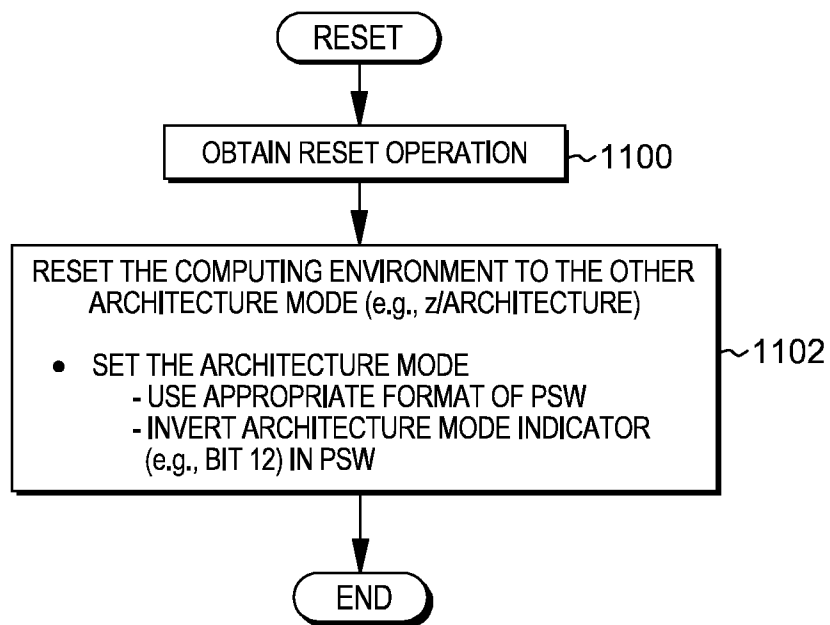 RESET
OBTAIN RESET OPERATION
1100
RESET THE COMPUTING ENVIRONMENT TO THE OTHER
ARCHITECTURE MODE (e.g., z/ARCHITECTURE)
• SET THE ARCHITECTURE MODE
- USE APPROPRIATE FORMAT OF PSW
- INVERT ARCHITECTURE MODE INDICATOR
(e.g., BIT 12) IN PSW
1102
END